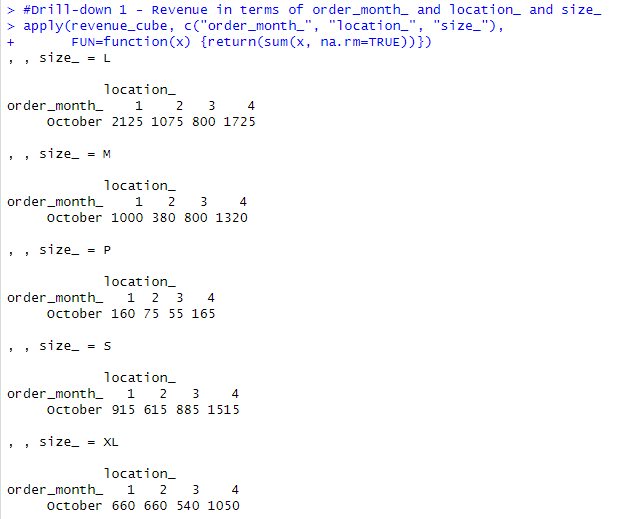 > #Drill-down 1 - Revenue in terms of order_month_ and location_ and size_
> apply(revenue_cube, c("order_month_", "location_", "size_"),
+       FUN=function(x) {return(sum(x, na.rm=TRUE))})
, , size_ = L

            location_
order_month_    1    2   3    4
     October 2125 1075 800 1725

, , size_ = M

            location_
order_month_    1   2   3    4
     October 1000 380 800 1320

, , size_ = P

            location_
order_month_   1  2  3   4
     October 160 75 55 165

, , size_ = S

            location_
order_month_   1   2   3    4
     October 915 615 885 1515

, , size_ = XL

            location_
order_month_   1   2   3    4
     October 660 660 540 1050